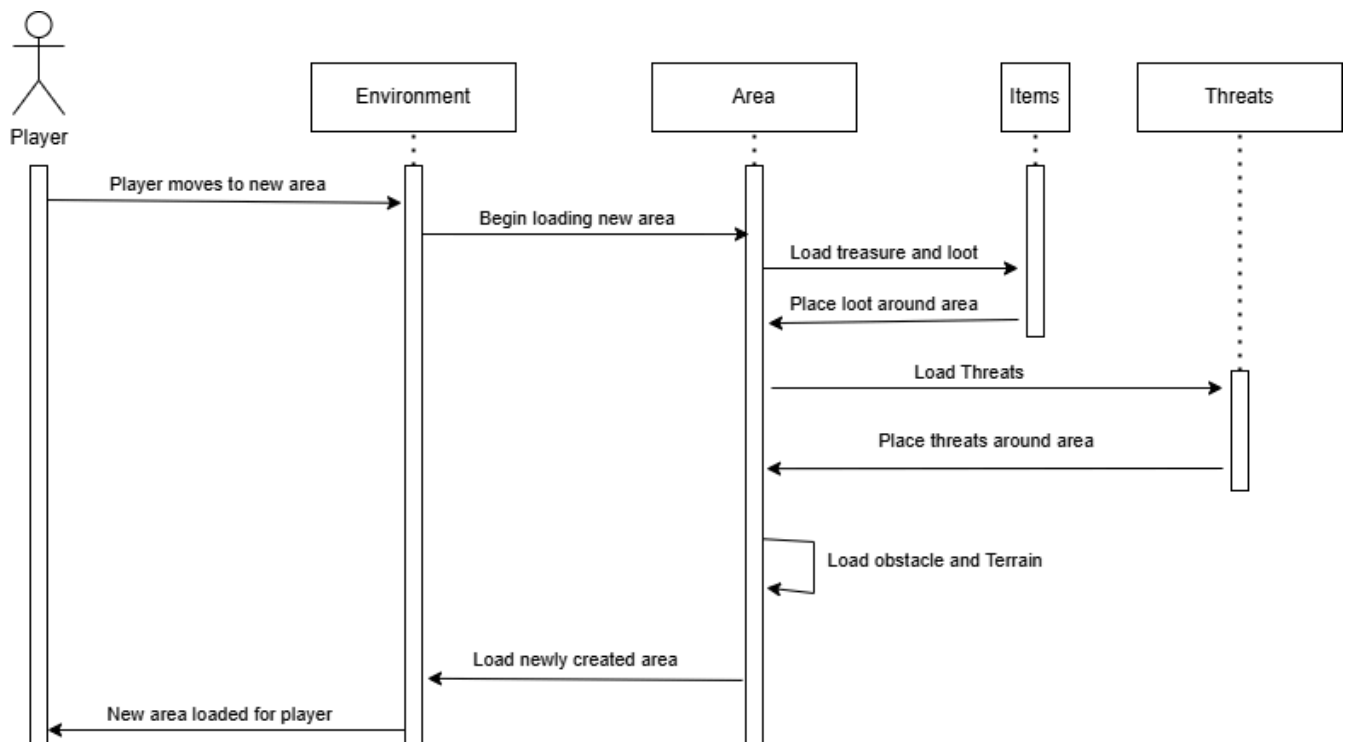 Player
Environment
Area
Items
Threats
Player moves to new area
Begin loading new area
Load treasure and loot
Place loot around area
Load Threats
Place threats around area
Load obstacle and Terrain
Load newly created area
New area loaded for player